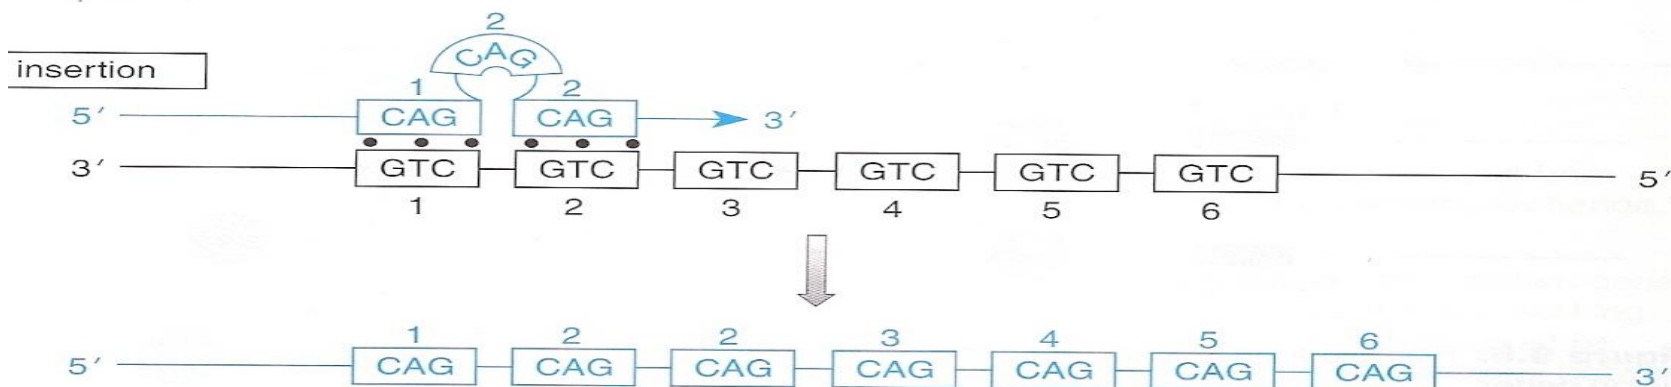 2
CAG
insertion
1 2
5′ CAG CAG 3′
3′ GTC GTC GTC GTC GTC GTC 5′
1 2 3 4 5 6
1 2 2 3 4 5 6
5′ CAG CAG CAG CAG CAG CAG CAG 3′